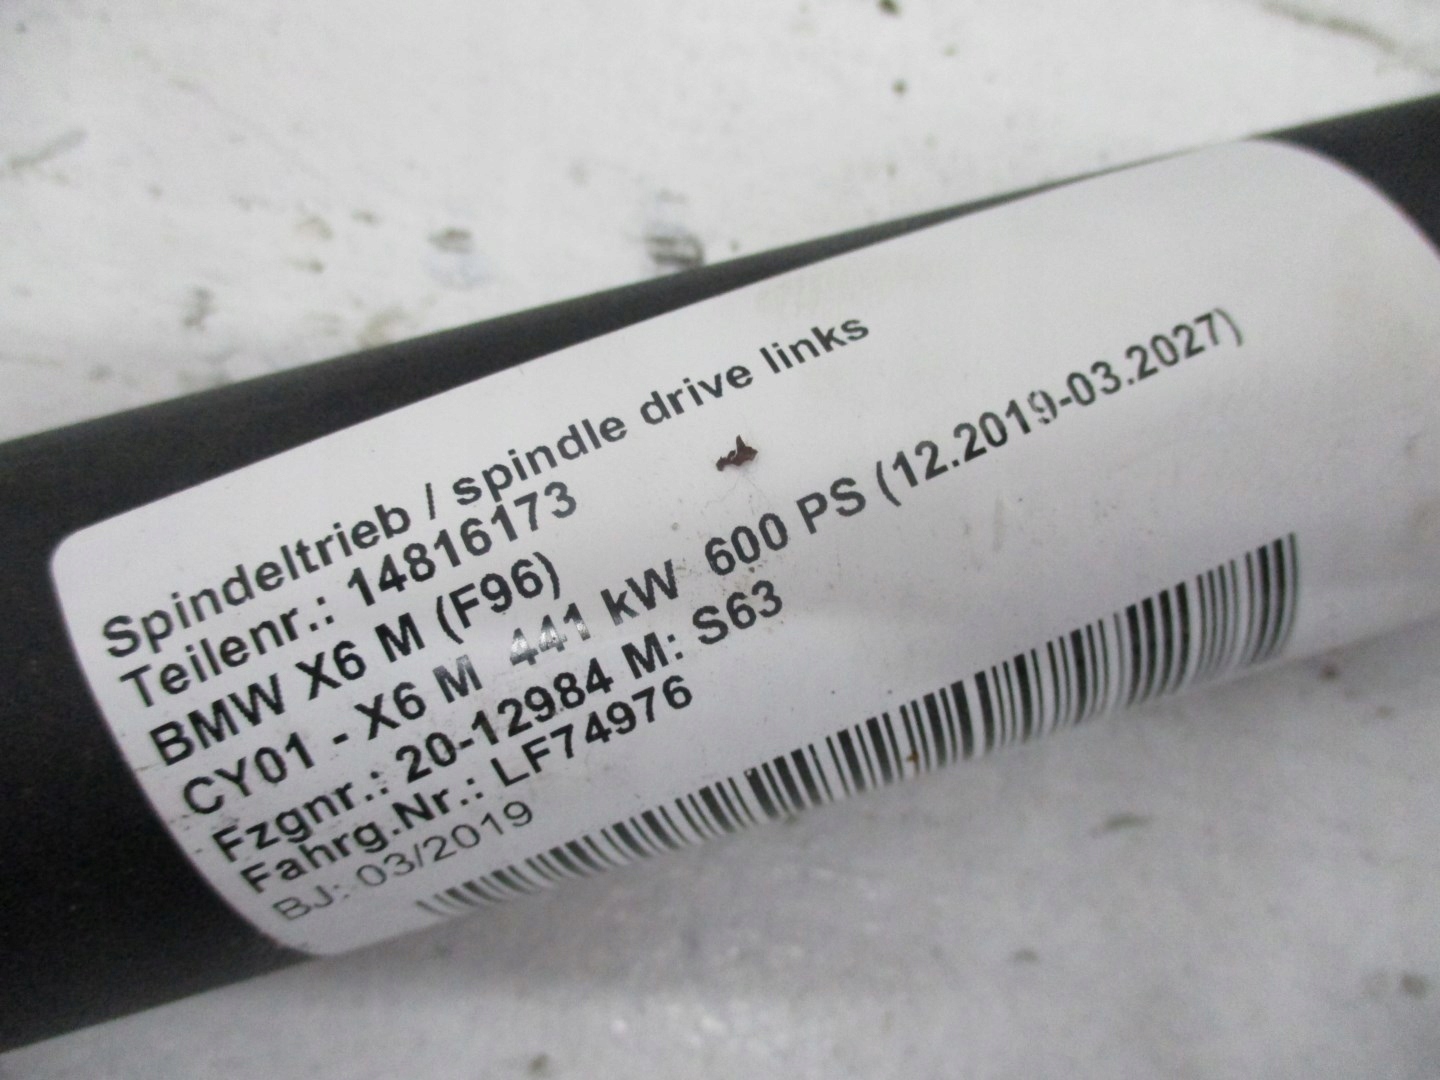 Spindeltrieb / spindle drive links
Teilenr.: 14816173
BMW X6 M (F96)
CY01 - X6 M 441 kW 600 PS (12.2019-03.2027)
Fzgnr.: 20-12984 M: S63
Fahrg.Nr.: LF74976
BJ: 03/2019